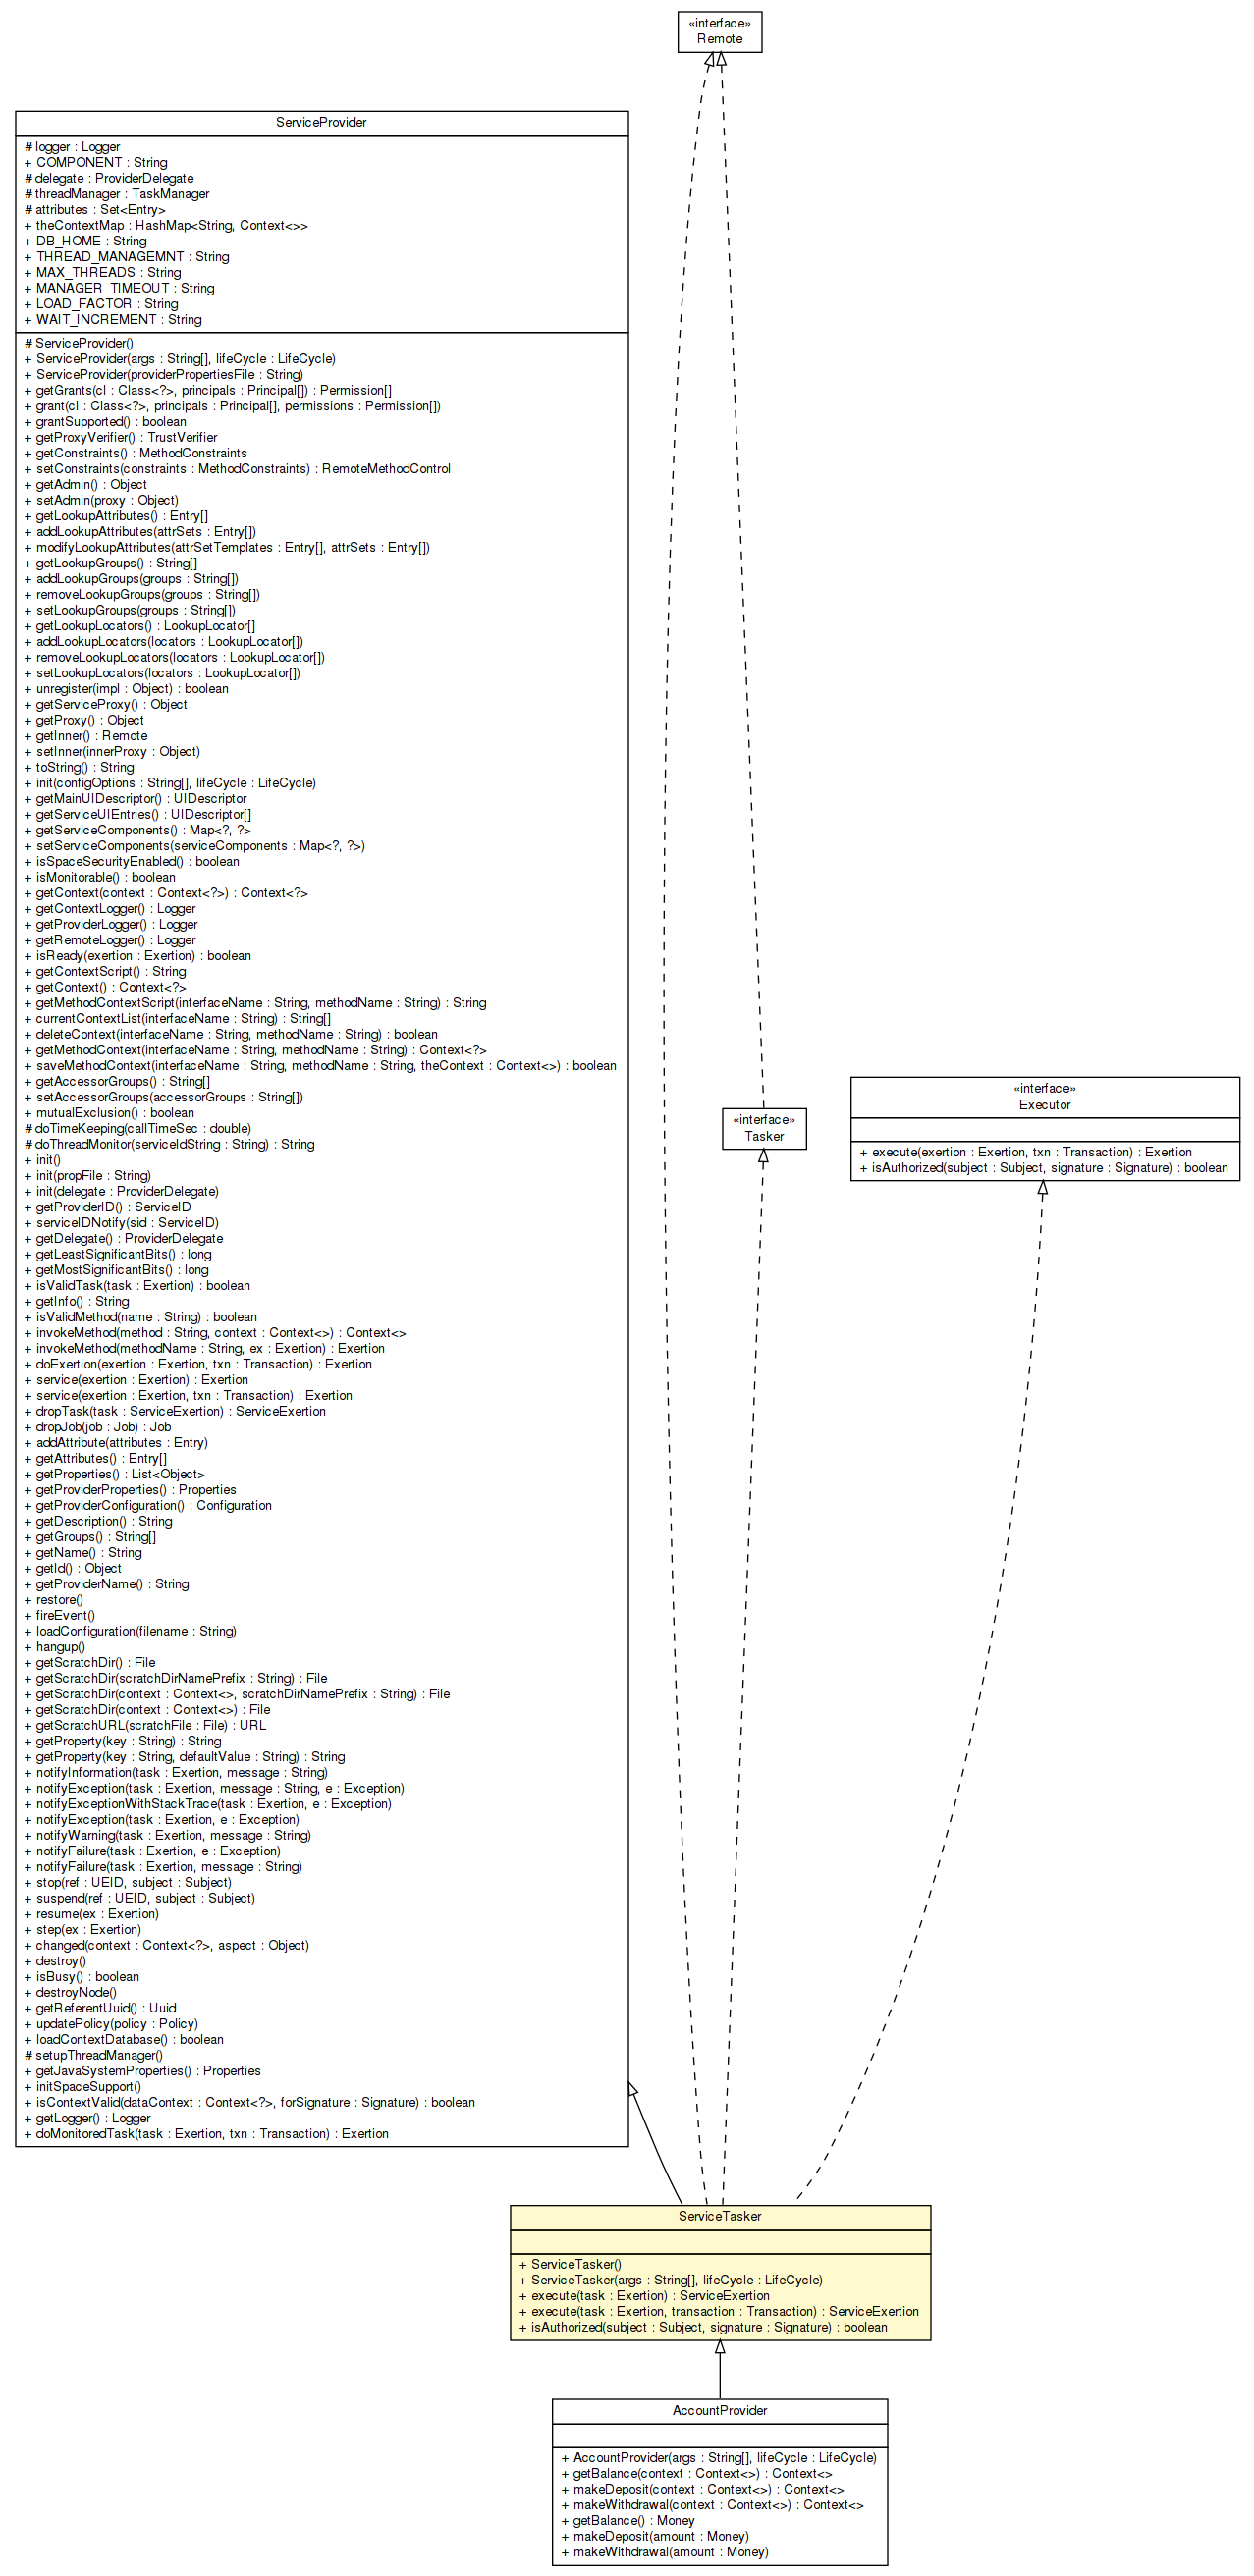 «interface»
Remote
ServiceProvider
# logger : Logger
+ COMPONENT : String
# delegate : ProviderDelegate
# threadManager : TaskManager
# attributes : Set<Entry>
+ theContextMap : HashMap<String, Context<>>
+ DB_HOME : String
+ THREAD_MANAGEMNT : String
+ MAX_THREADS : String
+ MANAGER_TIMEOUT : String
+ LOAD_FACTOR : String
+ WAIT_INCREMENT : String
# ServiceProvider()
+ ServiceProvider(args : String[], lifeCycle : LifeCycle)
+ ServiceProvider(providerPropertiesFile : String)
+ getGrants(cl : Class<?>, principals : Principal[]) : Permission[]
+ grant(cl : Class<?>, principals : Principal[], permissions : Permission[])
+ grantSupported() : boolean
+ getProxyVerifier() : TrustVerifier
+ getConstraints() : MethodConstraints
+ setConstraints(constraints : MethodConstraints) : RemoteMethodControl
+ getAdmin() : Object
+ setAdmin(proxy : Object)
+ getLookupAttributes() : Entry[]
+ addLookupAttributes(attrSets : Entry[])
+ modifyLookupAttributes(attrSetTemplates : Entry[], attrSets : Entry[])
+ getLookupGroups() : String[]
+ addLookupGroups(groups : String[])
+ removeLookupGroups(groups : String[])
+ setLookupGroups(groups : String[])
+ getLookupLocators() : LookupLocator[]
+ addLookupLocators(locators : LookupLocator[])
+ removeLookupLocators(locators : LookupLocator[])
+ setLookupLocators(locators : LookupLocator[])
+ unregister(impl : Object) : boolean
+ getServiceProxy() : Object
+ getProxy() : Object
+ getInner() : Remote
+ setInner(innerProxy : Object)
+ toString() : String
+ init(configOptions : String[], lifeCycle : LifeCycle)
+ getMainUIDescriptor() : UIDescriptor
+ getServiceUIEntries() : UIDescriptor[]
+ getServiceComponents() : Map<?, ?>
+ setServiceComponents(serviceComponents : Map<?, ?>)
+ isSpaceSecurityEnabled() : boolean
+ isMonitorable() : boolean
+ getContext(context : Context<?>) : Context<?>
+ getContextLogger() : Logger
+ getProviderLogger() : Logger
+ getRemoteLogger() : Logger
+ isReady(exertion : Exertion) : boolean
+ getContextScript() : String
+ getContext() : Context<?>
+ getMethodContextScript(interfaceName : String, methodName : String) : String
+ currentContextList(interfaceName : String) : String[]
+ deleteContext(interfaceName : String, methodName : String) : boolean
+ getMethodContext(interfaceName : String, methodName : String) : Context<?>
+ saveMethodContext(interfaceName : String, methodName : String, theContext : Context<>) : boolean
+ getAccessorGroups() : String[]
+ setAccessorGroups(accessorGroups : String[])
+ mutualExclusion() : boolean
# doTimeKeeping(callTimeSec : double)
# doThreadMonitor(serviceIdString : String) : String
+ init()
+ init(propFile : String)
+ init(delegate : ProviderDelegate)
+ getProviderID() : ServiceID
+ serviceIDNotify(sid : ServiceID)
+ getDelegate() : ProviderDelegate
+ getLeastSignificantBits() : long
+ getMostSignificantBits() : long
+ isValidTask(task : Exertion) : boolean
+ getInfo() : String
+ isValidMethod(name : String) : boolean
+ invokeMethod(method : String, context : Context<>) : Context<>
+ invokeMethod(methodName : String, ex : Exertion) : Exertion
+ doExertion(exertion : Exertion, txn : Transaction) : Exertion
+ service(exertion : Exertion) : Exertion
+ service(exertion : Exertion, txn : Transaction) : Exertion
+ dropTask(task : ServiceExertion) : ServiceExertion
+ dropJob(job : Job) : Job
+ addAttribute(attributes : Entry)
+ getAttributes() : Entry[]
+ getProperties() : List<Object>
+ getProviderProperties() : Properties
+ getProviderConfiguration() : Configuration
+ getDescription() : String
+ getGroups() : String[]
+ getName() : String
+ getId() : Object
+ getProviderName() : String
+ restore()
+ fireEvent()
+ loadConfiguration(filename : String)
+ hangup()
+ getScratchDir() : File
+ getScratchDir(scratchDirNamePrefix : String) : File
+ getScratchDir(context : Context<>, scratchDirNamePrefix : String) : File
+ getScratchDir(context : Context<>) : File
+ getScratchURL(scratchFile : File) : URL
+ getProperty(key : String) : String
+ getProperty(key : String, defaultValue : String) : String
+ notifyInformation(task : Exertion, message : String)
+ notifyException(task : Exertion, message : String, e : Exception)
+ notifyExceptionWithStackTrace(task : Exertion, e : Exception)
+ notifyException(task : Exertion, e : Exception)
+ notifyWarning(task : Exertion, message : String)
+ notifyFailure(task : Exertion, e : Exception)
+ notifyFailure(task : Exertion, message : String)
+ stop(ref : UEID, subject : Subject)
+ suspend(ref : UEID, subject : Subject)
+ resume(ex : Exertion)
+ step(ex : Exertion)
+ changed(context : Context<?>, aspect : Object)
+ destroy()
+ isBusy() : boolean
+ destroyNode()
+ getReferentUuid() : Uuid
+ updatePolicy(policy : Policy)
+ loadContextDatabase() : boolean
# setupThreadManager()
+ getJavaSystemProperties() : Properties
+ initSpaceSupport()
+ isContextValid(dataContext : Context<?>, forSignature : Signature) : boolean
+ getLogger() : Logger
+ doMonitoredTask(task : Exertion, txn : Transaction) : Exertion
«interface»
Tasker
«interface»
Executor
+ execute(exertion : Exertion, txn : Transaction) : Exertion
+ isAuthorized(subject : Subject, signature : Signature) : boolean
ServiceTasker
+ ServiceTasker()
+ ServiceTasker(args : String[], lifeCycle : LifeCycle)
+ execute(task : Exertion) : ServiceExertion
+ execute(task : Exertion, transaction : Transaction) : ServiceExertion
+ isAuthorized(subject : Subject, signature : Signature) : boolean
AccountProvider
+ AccountProvider(args : String[], lifeCycle : LifeCycle)
+ getBalance(context : Context<>) : Context<>
+ makeDeposit(context : Context<>) : Context<>
+ makeWithdrawal(context : Context<>) : Context<>
+ getBalance() : Money
+ makeDeposit(amount : Money)
+ makeWithdrawal(amount : Money)